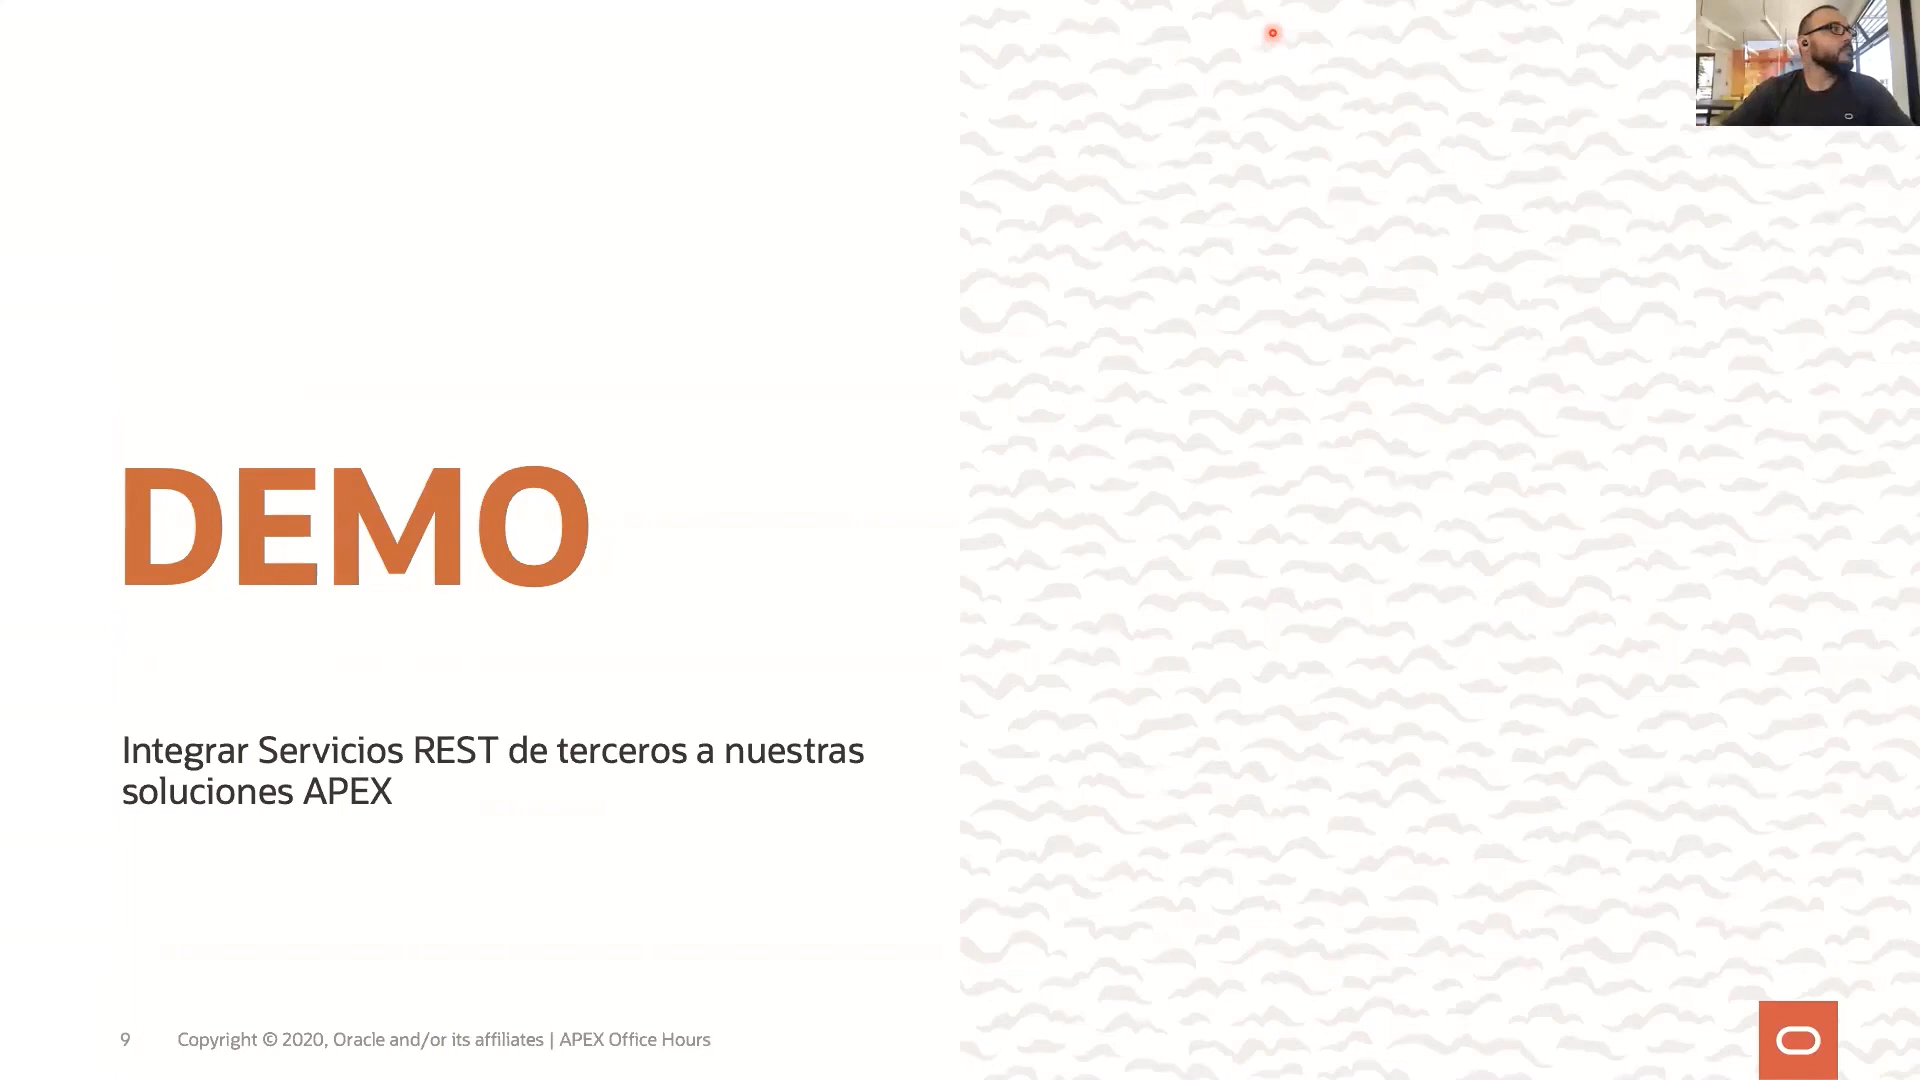 DEMO
Integrar Servicios REST de terceros a nuestras
soluciones APEX
9 Copyright © 2020, Oracle and/or its affiliates | APEX Office Hours